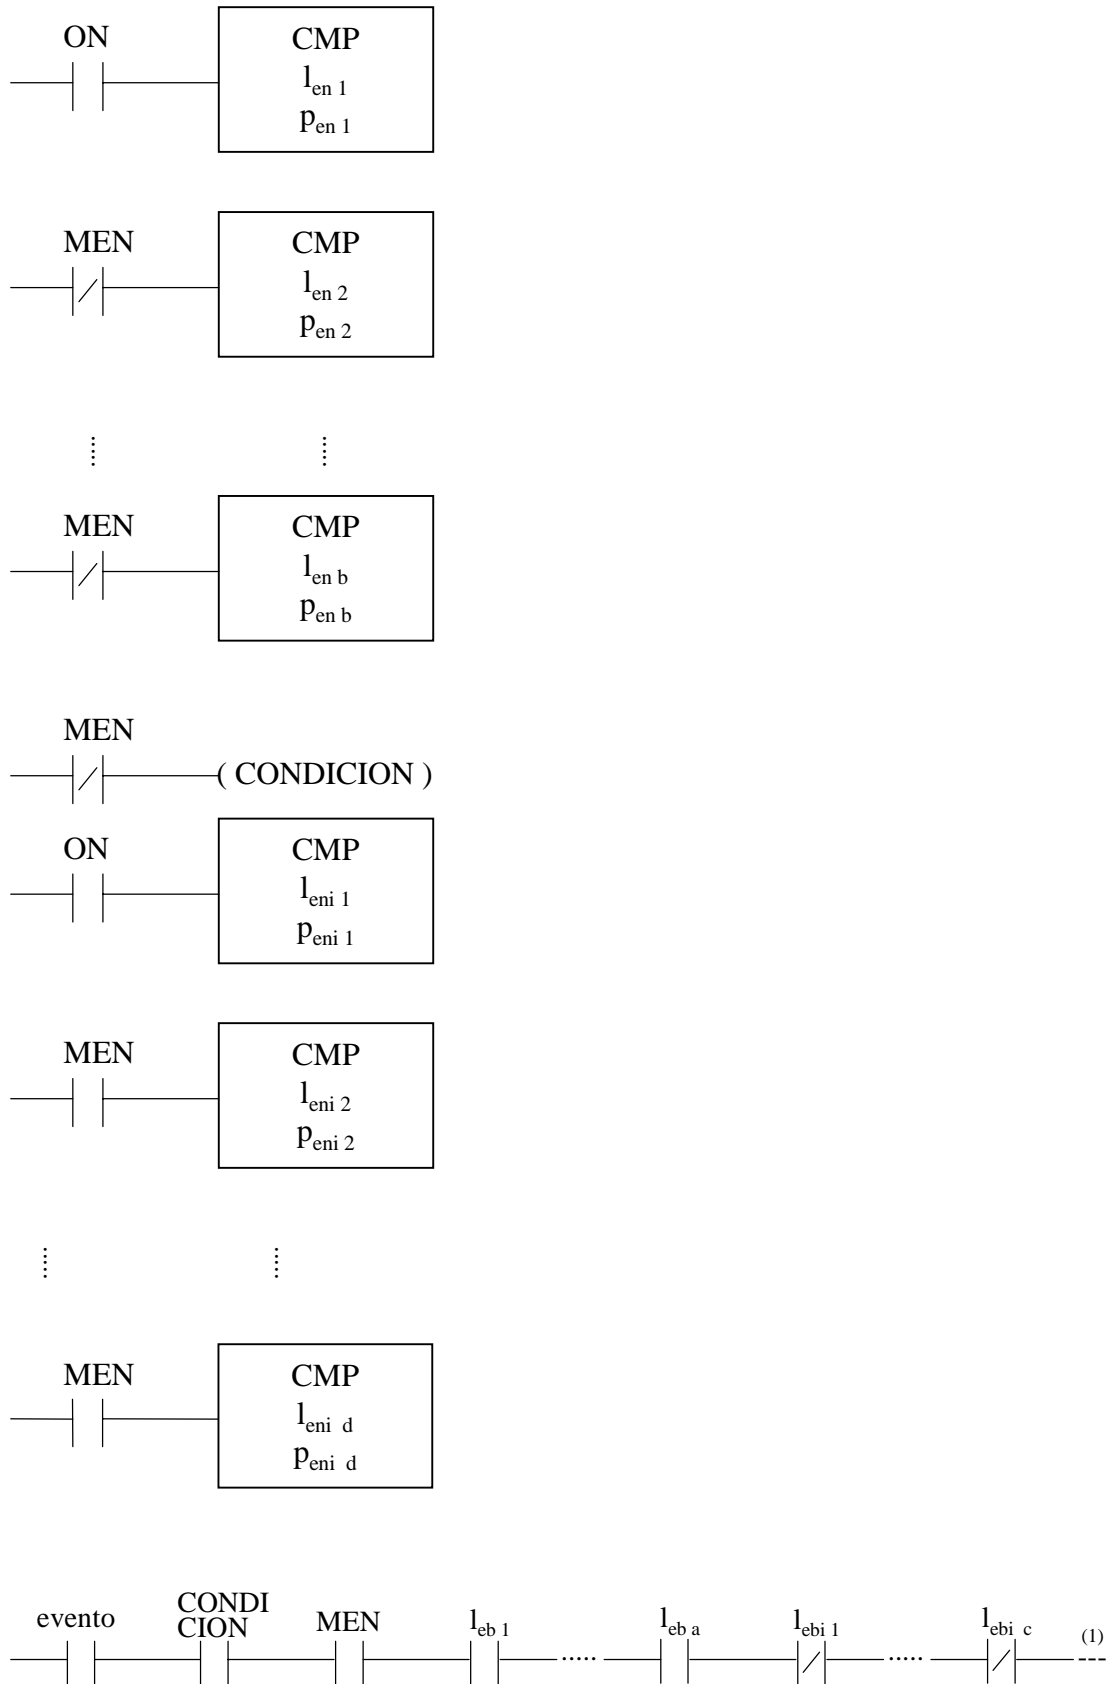 ON
CMP
l en 1
p en 1
MEN
CMP
l en 2
p en 2
MEN
CMP
l en b
p en b
MEN
( CONDICION )
ON
CMP
l eni 1
p eni 1
MEN
CMP
l eni 2
p eni 2
MEN
CMP
l eni d
p eni d
evento
CONDI
CION
MEN
l eb 1
l eb a
l ebi 1
l ebi c
(1)